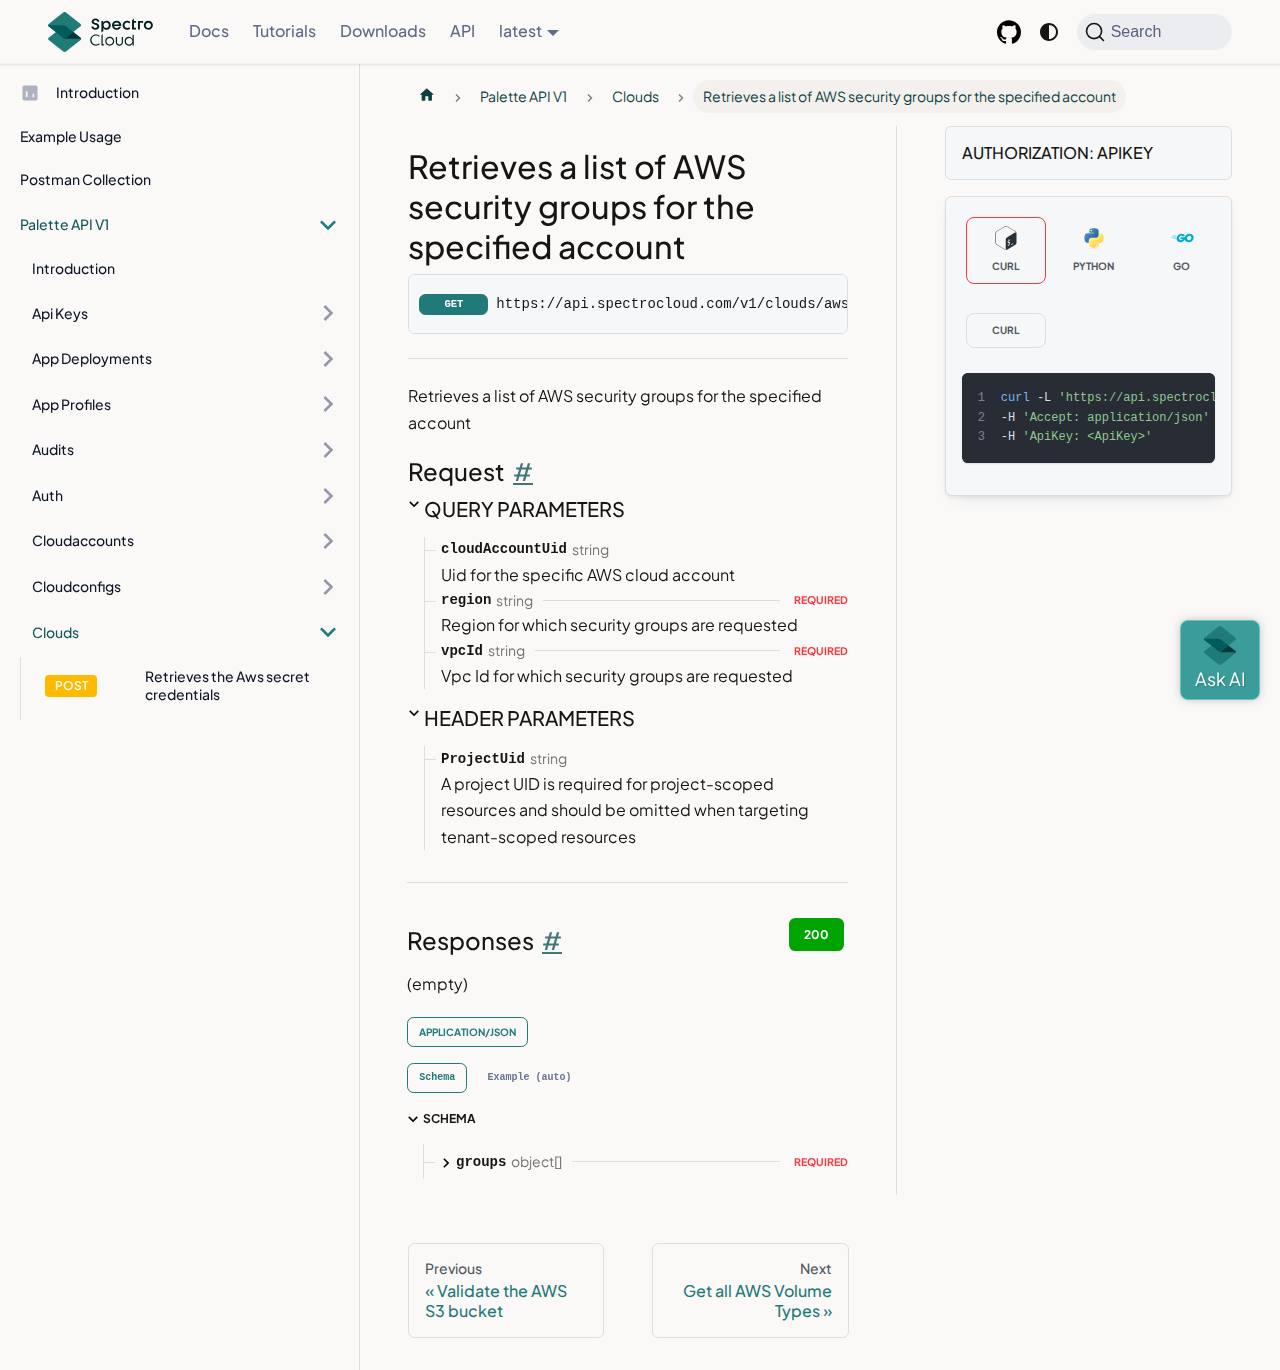 Spectro
Cloud
Docs
Tutorials
Downloads
API
latest
Search
Introduction
Example Usage
Postman Collection
Palette API V1
Introduction
Api Keys
App Deployments
App Profiles
Audits
Auth
Cloudaccounts
Cloudconfigs
Clouds
POST
Retrieves the Aws secret
credentials
Palette API V1
Clouds
Retrieves a list of AWS security groups for the specified account
Retrieves a list of AWS
security groups for the
specified account
GET https://api.spectrocloud.com/v1/clouds/aws
Retrieves a list of AWS security groups for the specified
account
Request #
QUERY PARAMETERS
cloudAccountUid string
Uid for the specific AWS cloud account
region string REQUIRED
Region for which security groups are requested
vpcId string REQUIRED
Vpc Id for which security groups are requested
HEADER PARAMETERS
ProjectUid string
A project UID is required for project-scoped
resources and should be omitted when targeting
tenant-scoped resources
Responses #
200
(empty)
APPLICATION/JSON
Schema Example (auto)
SCHEMA
groups object[] REQUIRED
Previous
« Validate the AWS
S3 bucket
Next
Get all AWS Volume
Types »
AUTHORIZATION: APIKEY
CURL
PYTHON
GO
GO
CURL
1 curl -L 'https://api.spectrocl
2 -H 'Accept: application/json'
3 -H 'ApiKey: <ApiKey>'
Ask AI